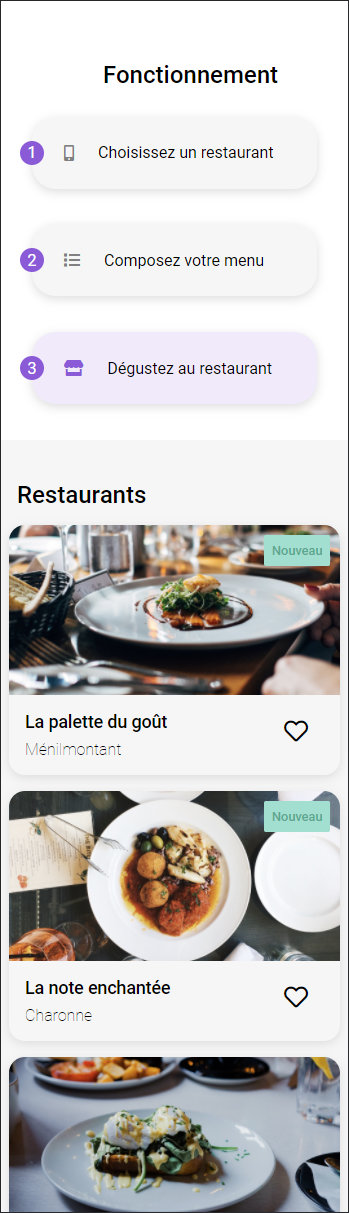 Fonctionnement
1 Choisissez un restaurant
2 Composez votre menu
3 Dégustez au restaurant
Restaurants
Nouveau
La palette du goût
Ménilmontant
Nouveau
La note enchantée
Charonne